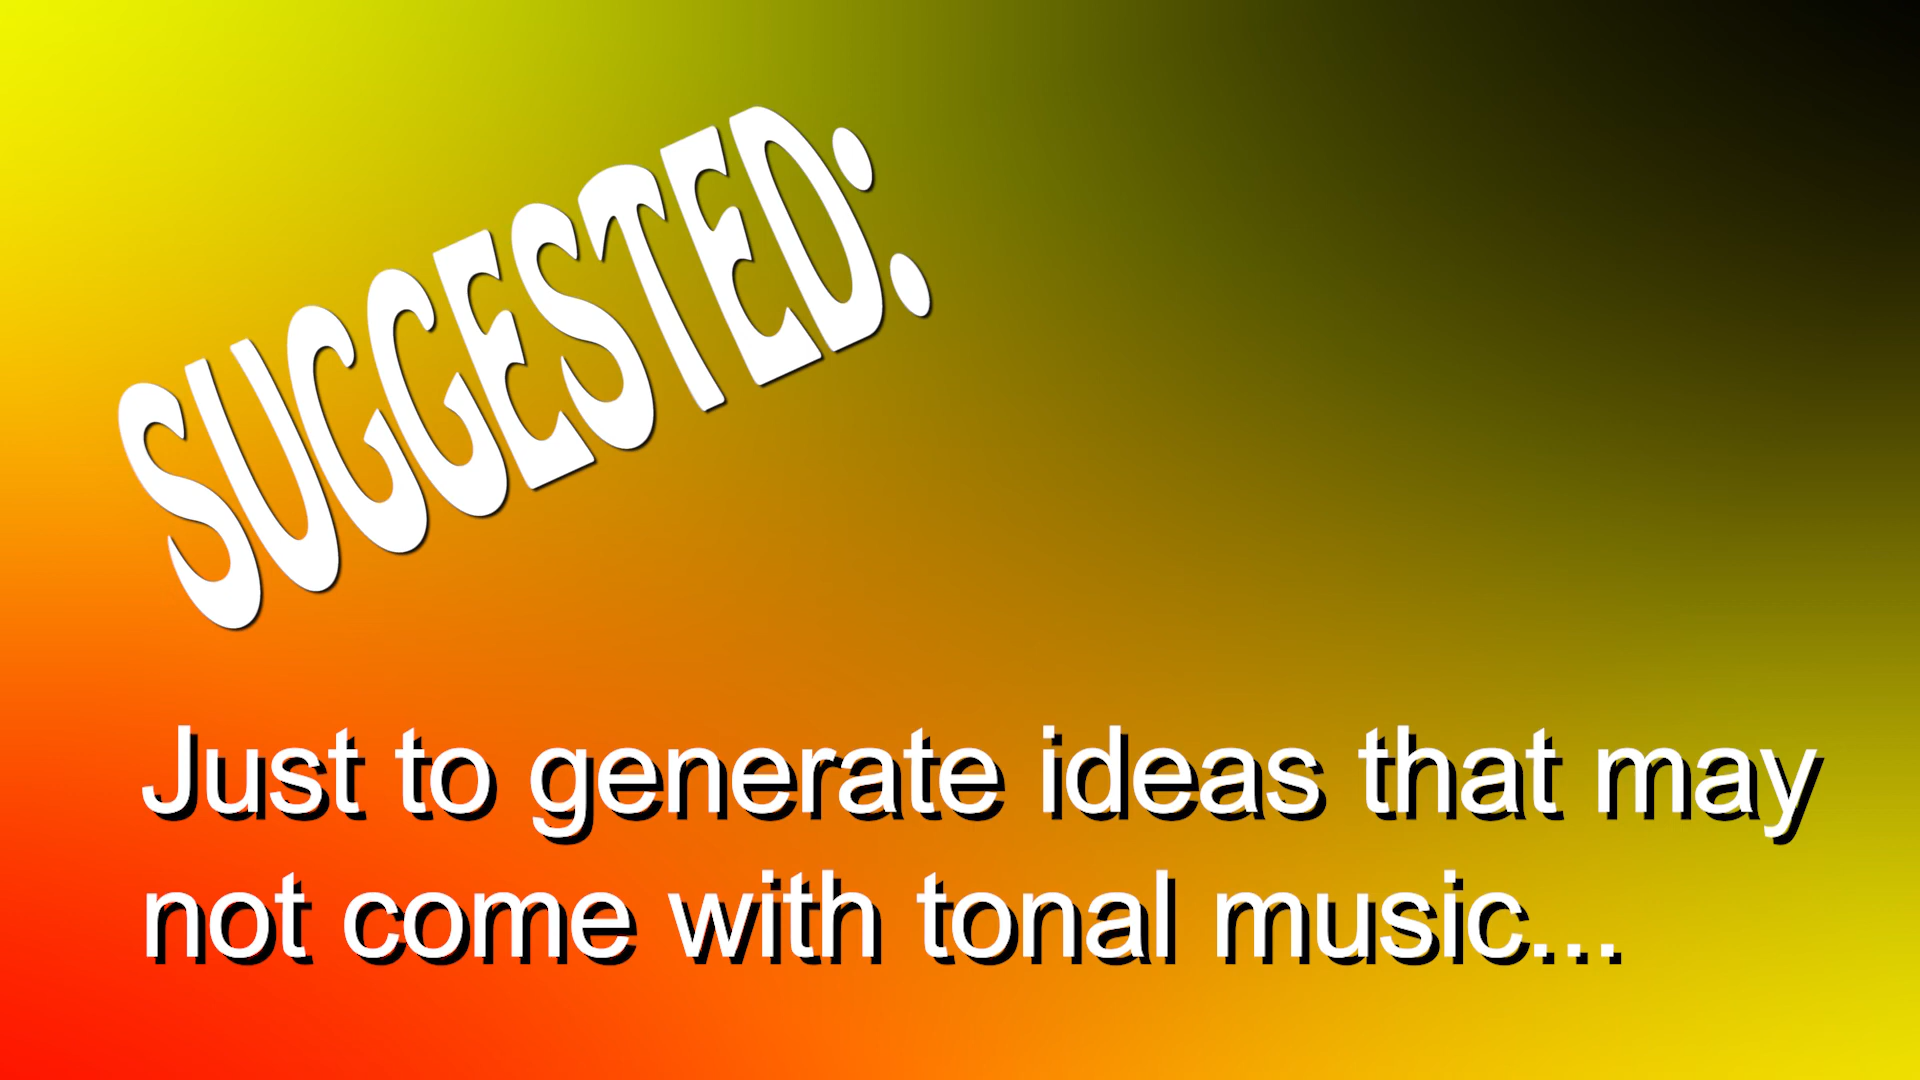 SUGGESTED:
Just to generate ideas that may
not come with tonal music...